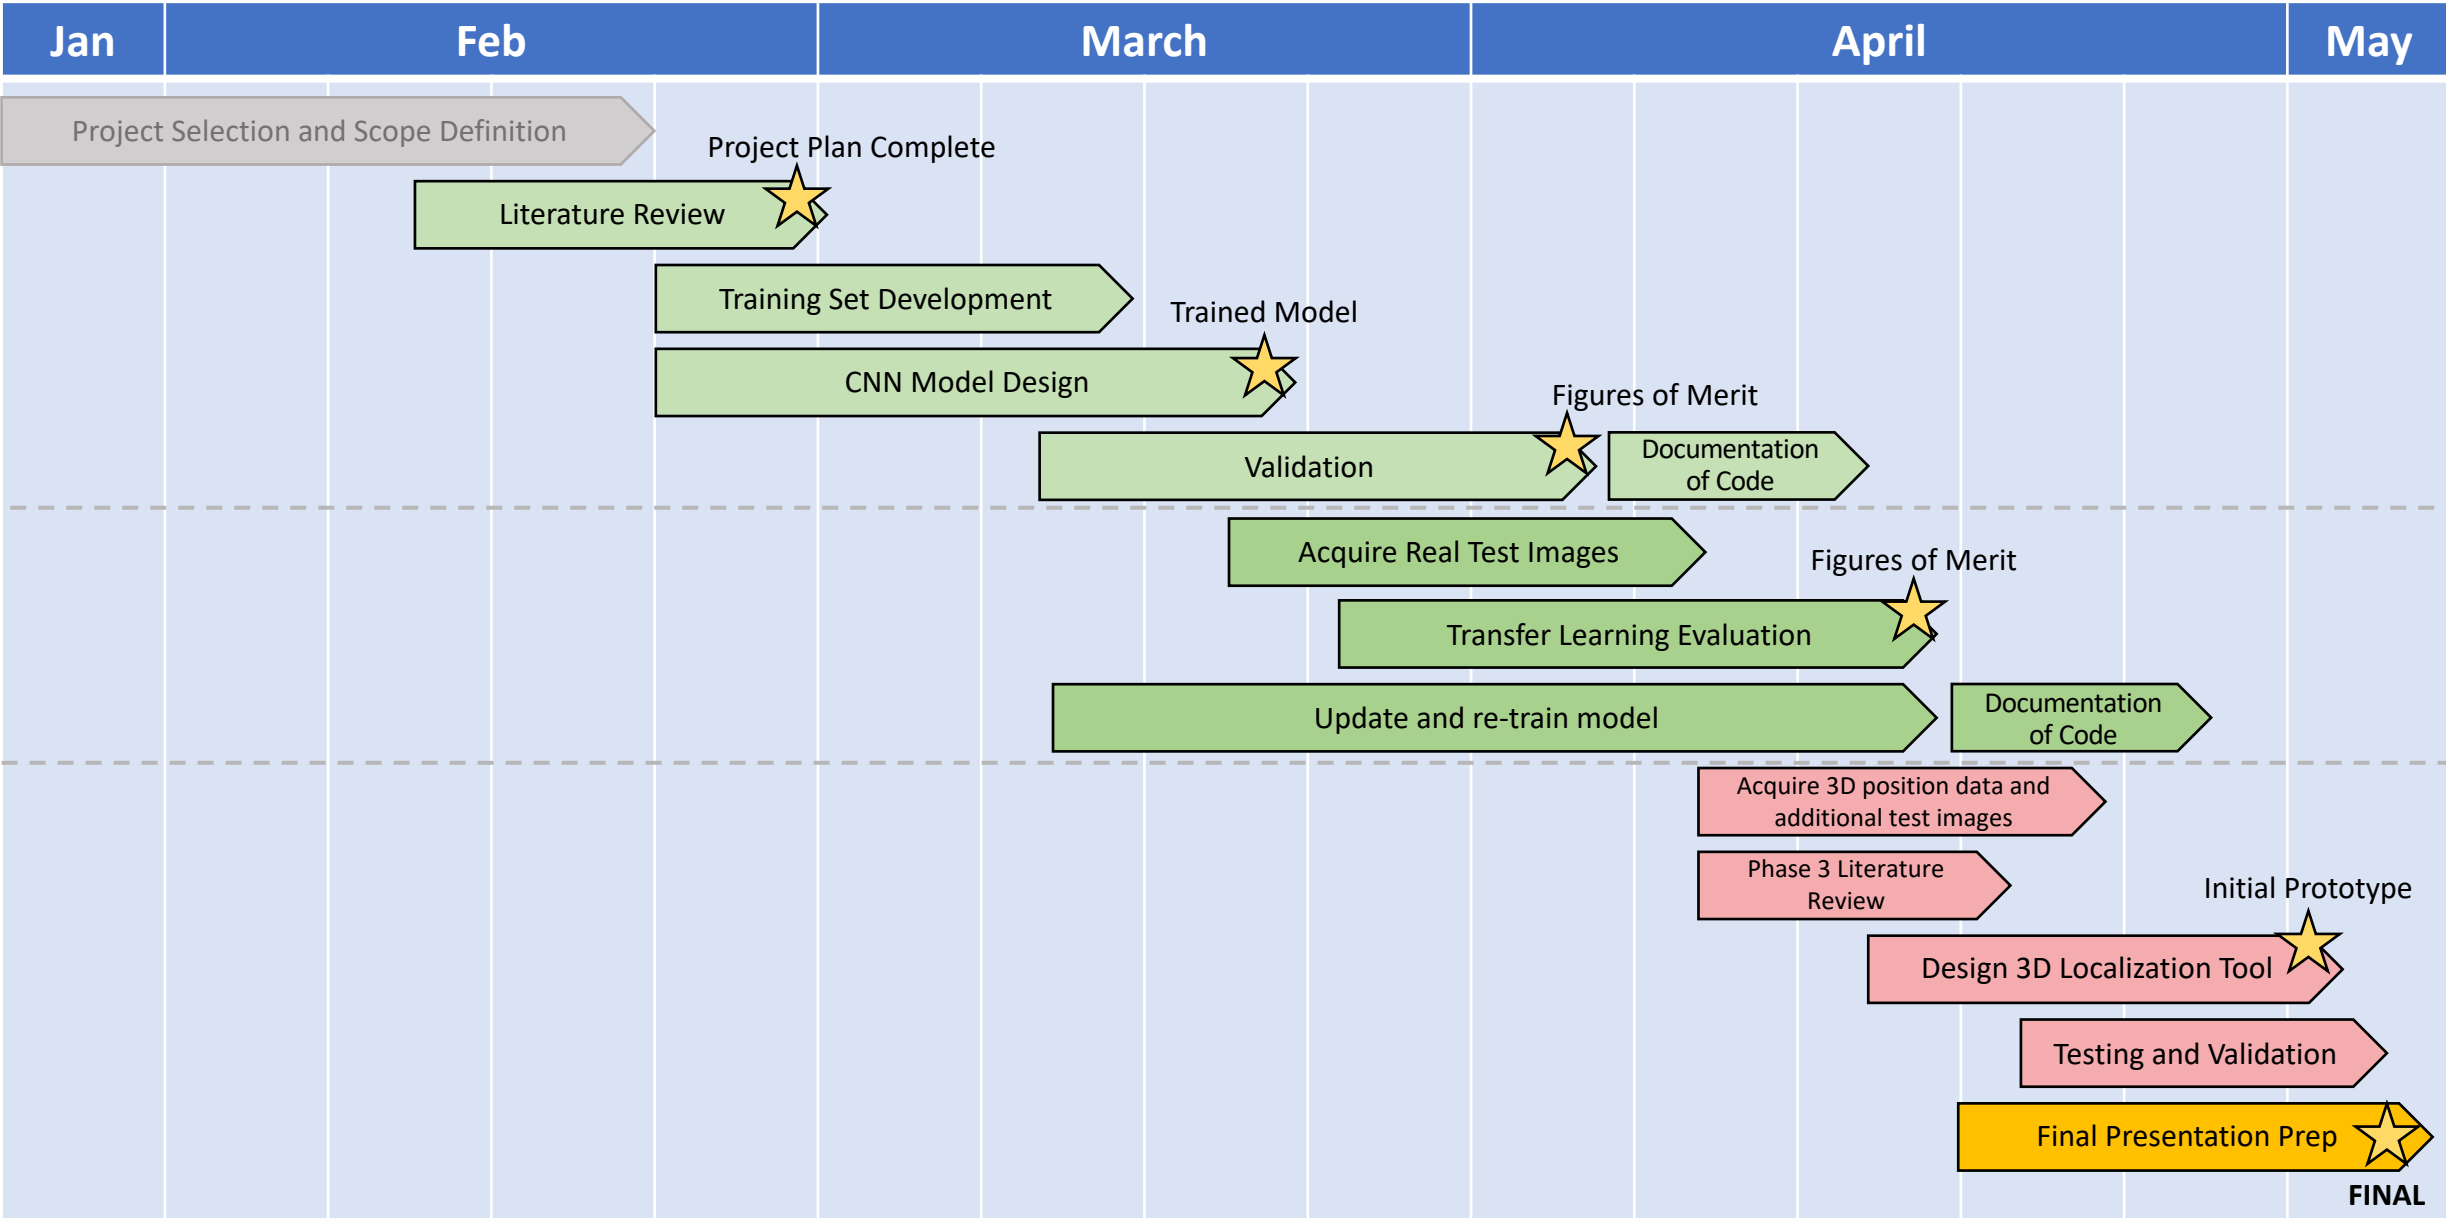 Jan Feb March April May
Project Selection and Scope Definition
Project Plan Complete
Literature Review
Training Set Development
Trained Model
CNN Model Design
Figures of Merit
Validation
Documentation
of Code
Acquire Real Test Images
Figures of Merit
Transfer Learning Evaluation
Update and re-train model
Documentation
of Code
Acquire 3D position data and
additional test images
Phase 3 Literature
Review
Initial Prototype
Design 3D Localization Tool
Testing and Validation
Final Presentation Prep
FINAL